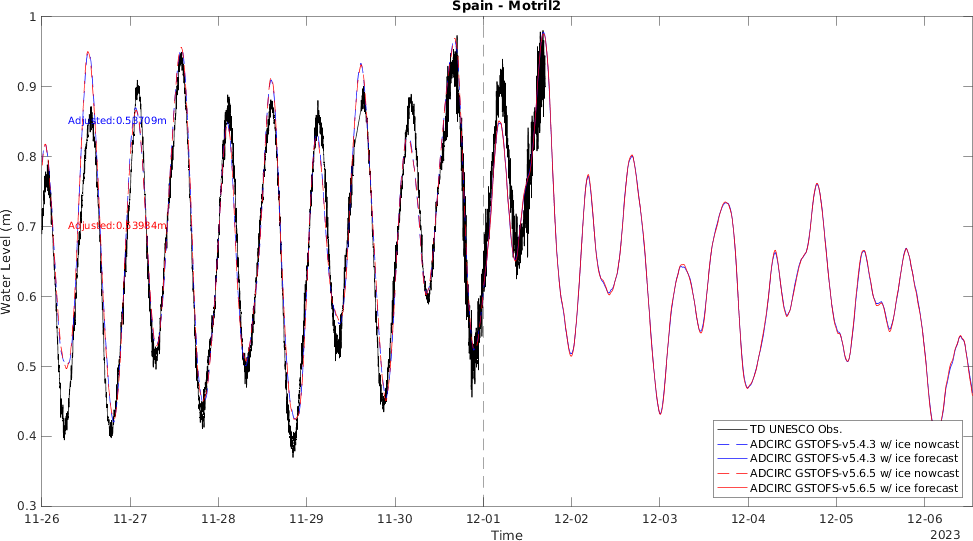 Spain - Motril2
1
0.9
0.8
0.7
0.6
0.5
0.4
0.3
Water Level (m)
Adjusted:0.53709m
Adjusted:0.53934m
TD UNESCO Obs.
ADCIRC GSTOFS-v5.4.3 w/ ice nowcast
ADCIRC GSTOFS-v5.4.3 w/ ice forecast
ADCIRC GSTOFS-v5.6.5 w/ ice nowcast
ADCIRC GSTOFS-v5.6.5 w/ ice forecast
11-26 11-27 11-28 11-29 11-30 12-01 12-02 12-03 12-04 12-05 12-06
Time
2023